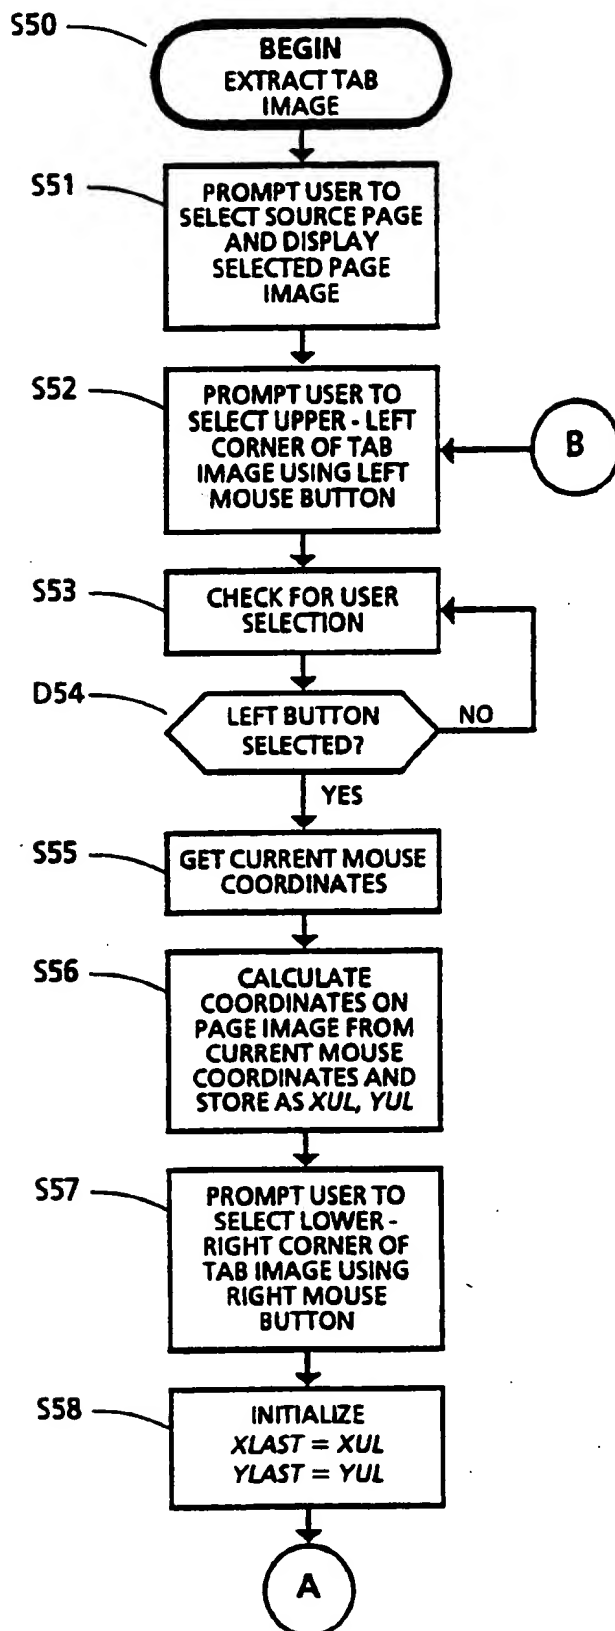 S50
BEGIN
EXTRACT TAB
IMAGE
S51
PROMPT USER TO
SELECT SOURCE PAGE
AND DISPLAY
SELECTED PAGE
IMAGE
S52
PROMPT USER TO
SELECT UPPER - LEFT
CORNER OF TAB
IMAGE USING LEFT
MOUSE BUTTON
B
S53
CHECK FOR USER
SELECTION
D54
LEFT BUTTON
SELECTED?
NO
YES
S55
GET CURRENT MOUSE
COORDINATES
S56
CALCULATE
COORDINATES ON
PAGE IMAGE FROM
CURRENT MOUSE
COORDINATES AND
STORE AS XUL, YUL
S57
PROMPT USER TO
SELECT LOWER -
RIGHT CORNER OF
TAB IMAGE USING
RIGHT MOUSE
BUTTON
S58
INITIALIZE
XLAST = XUL
YLAST = YUL
A